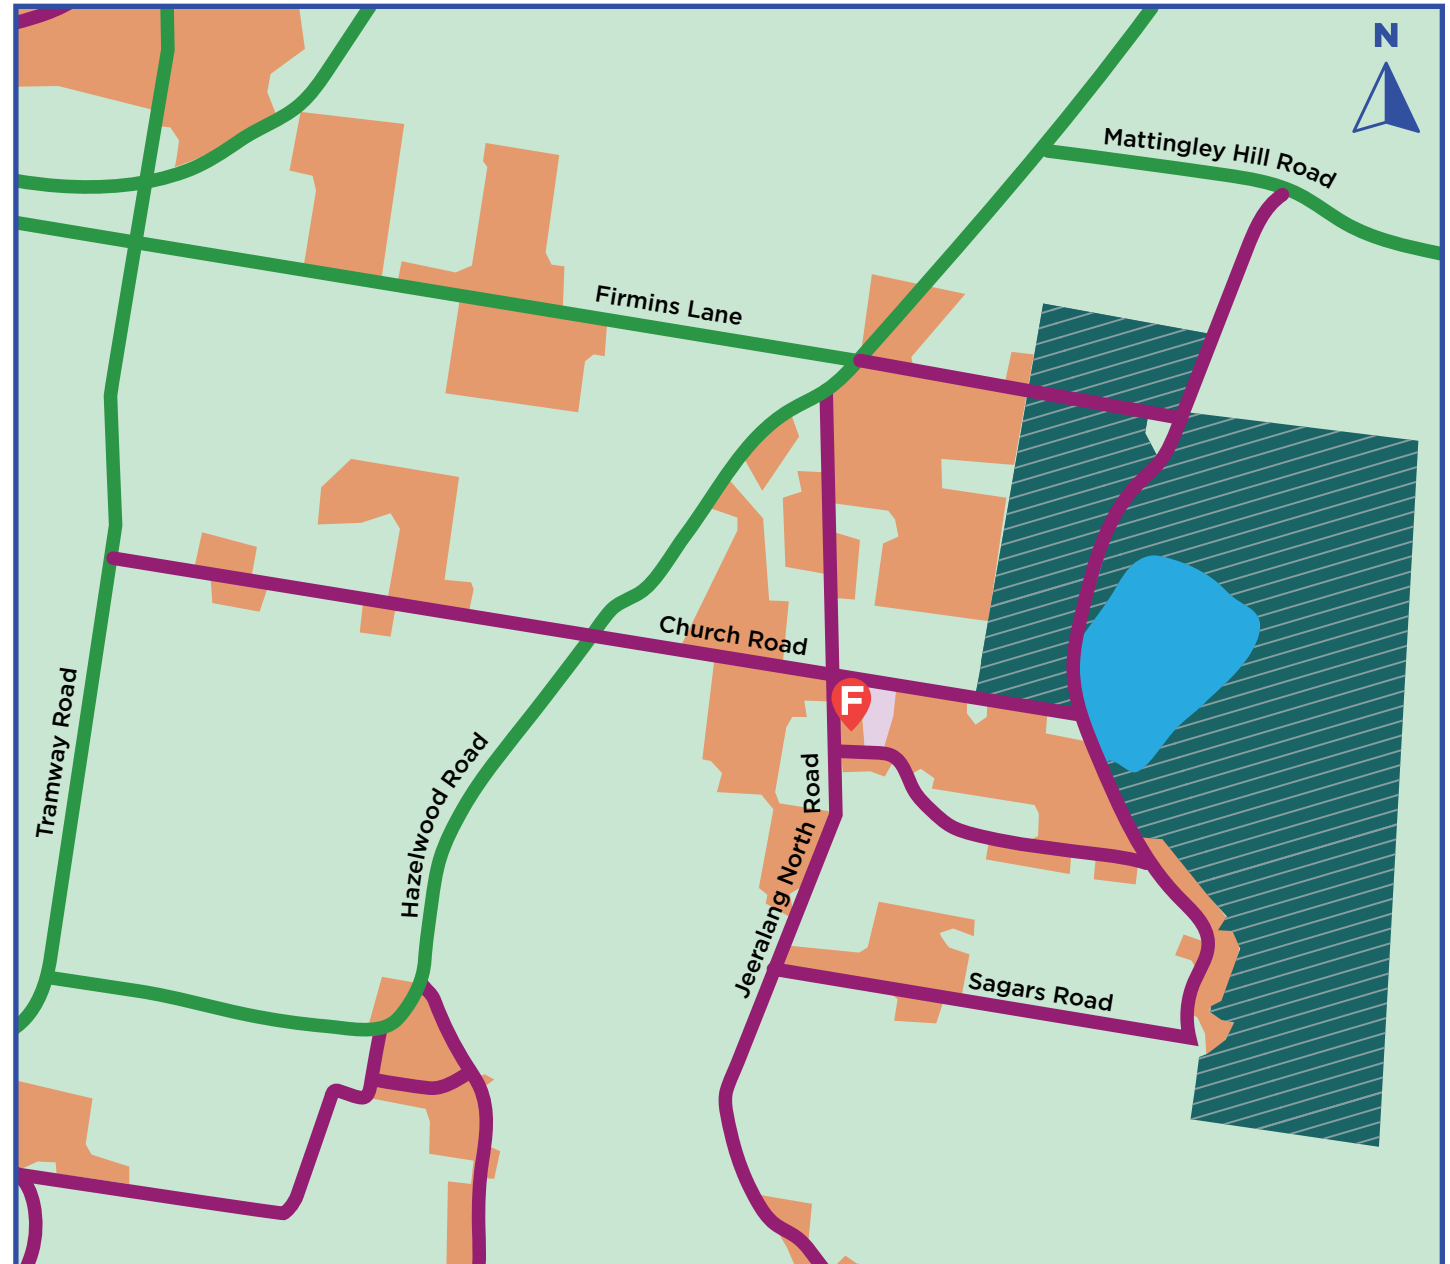 N
Mattingley Hill Road
Firmins Lane
Church Road
F
Tramway Road
Hazelwood Road
Jeeralang North Road
Sagars Road